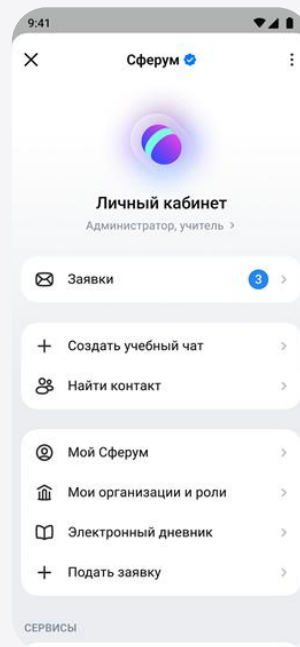 9:41
Сферум
Личный кабинет
Администратор, учитель
Заявки 3
Создать учебный чат
Найти контакт
Мой Сферум
Мои организации и роли
Электронный дневник
Подать заявку
СЕРВИСЫ